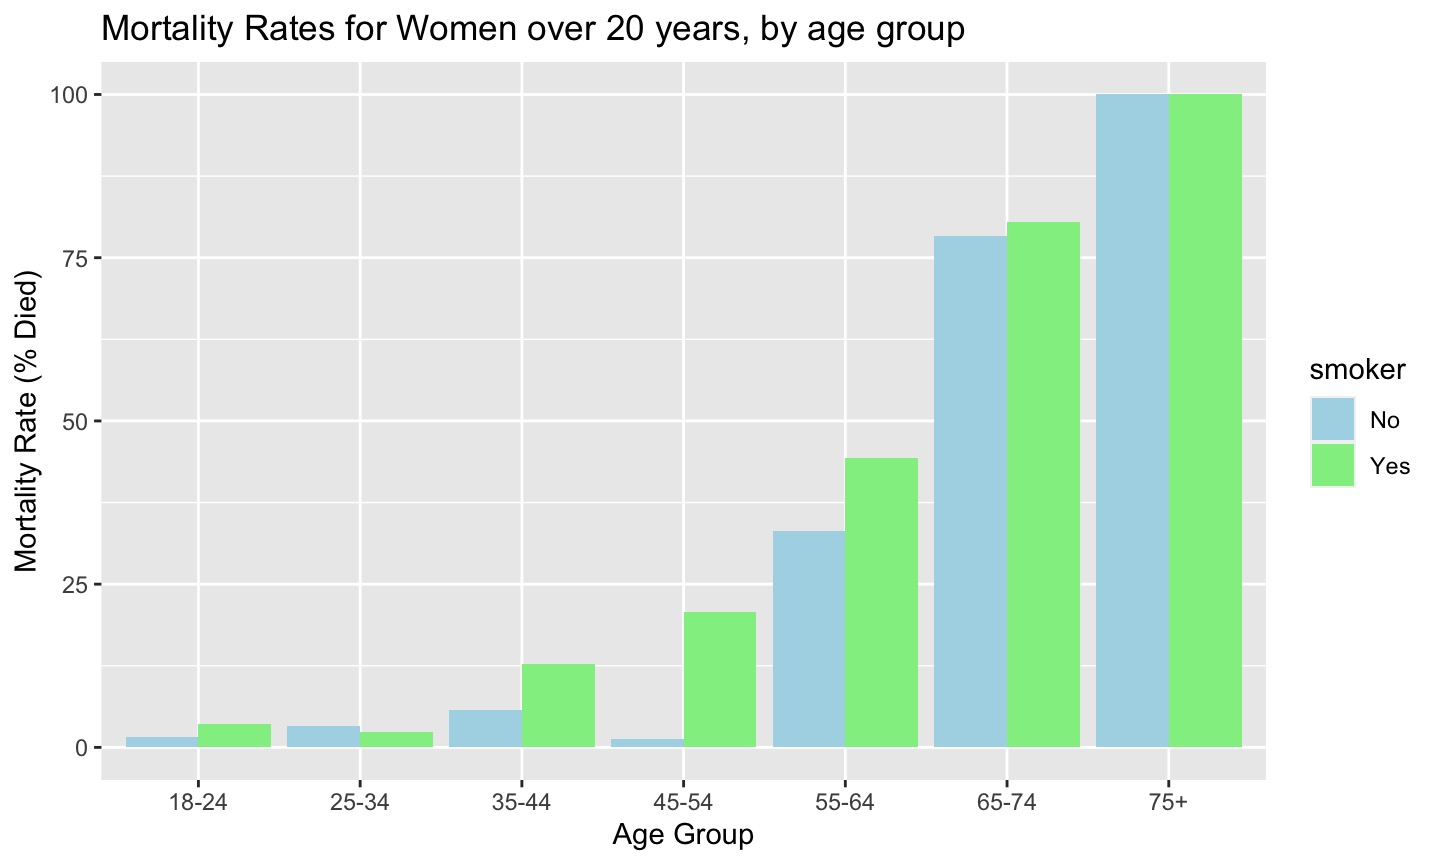 Mortality Rates for Women over 20 years, by age group
Mortality Rate (% Died)
100
75
50
25
0
18-24
25-34
35-44
45-54
55-64
65-74
75+
Age Group
smoker
No
Yes